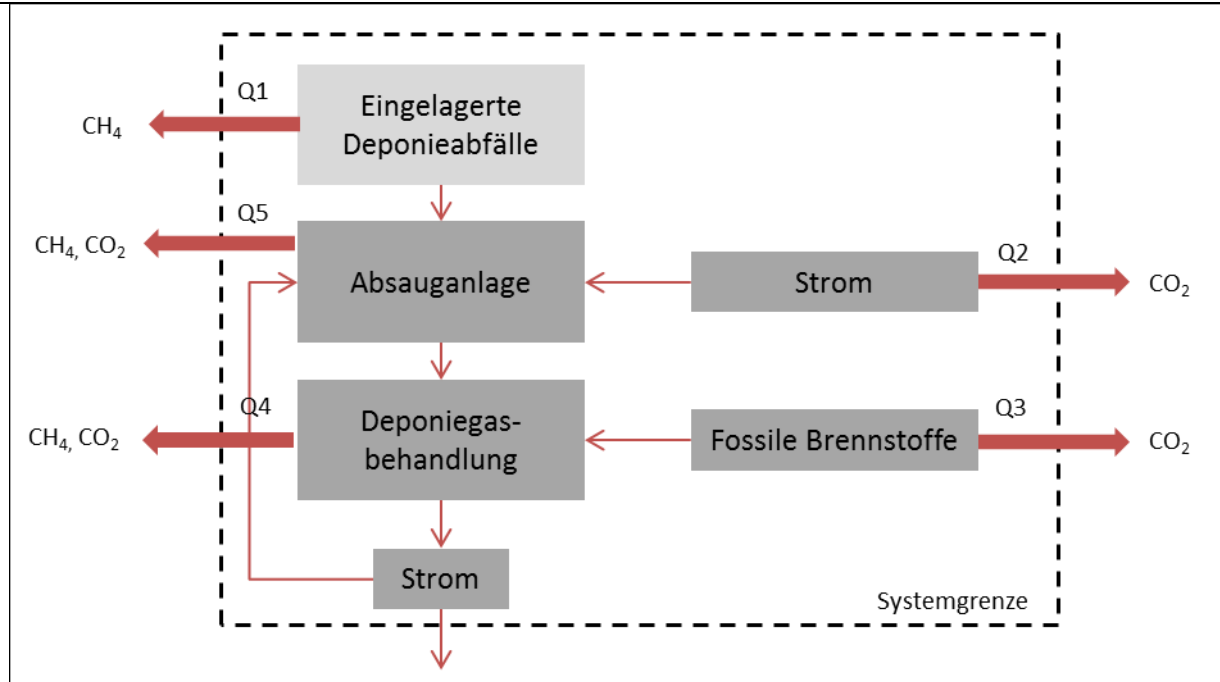 Q1
Eingelagerte
Deponieabfälle
CH₄
Q5
CH₄, CO₂
Absauganlage
Strom
Q2
CO₂
Q4
CH₄, CO₂
Deponiegas-
behandlung
Fossile Brennstoffe
Q3
CO₂
Strom
Systemgrenze